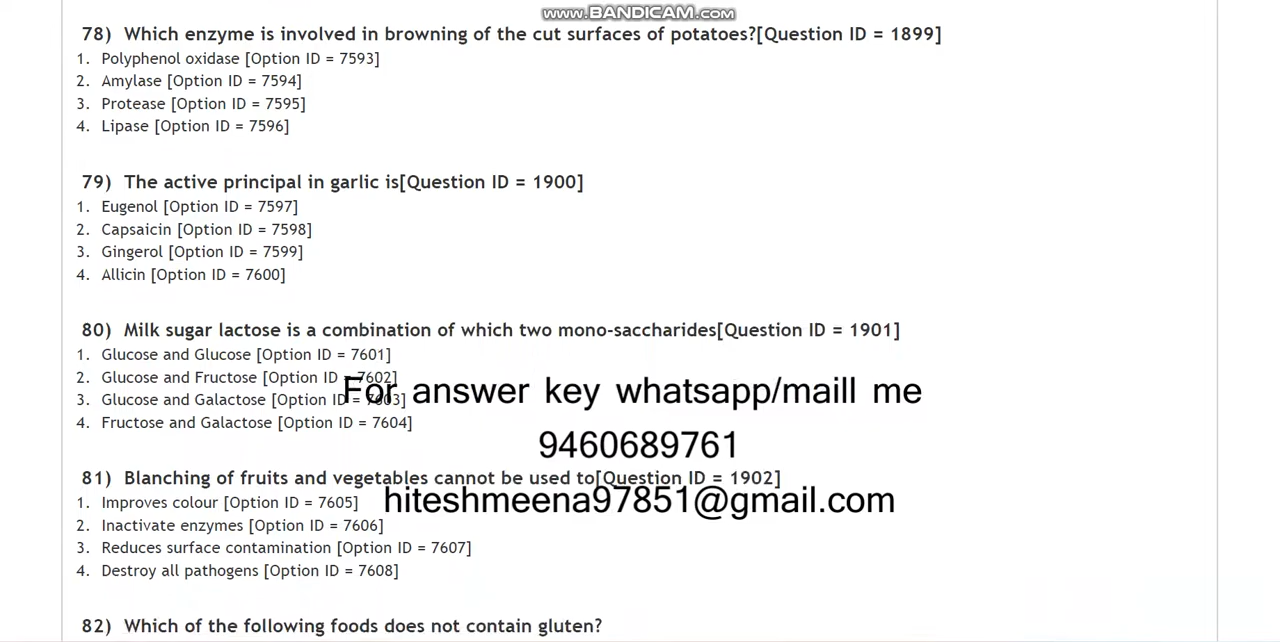 www.BANDICAM.com
78) Which enzyme is involved in browning of the cut surfaces of potatoes?[Question ID = 1899]
1. Polyphenol oxidase [Option ID = 7593]
2. Amylase [Option ID = 7594]
3. Protease [Option ID = 7595]
4. Lipase [Option ID = 7596]
79) The active principal in garlic is[Question ID = 1900]
1. Eugenol [Option ID = 7597]
2. Capsaicin [Option ID = 7598]
3. Gingerol [Option ID = 7599]
4. Allicin [Option ID = 7600]
80) Milk sugar lactose is a combination of which two mono-saccharides[Question ID = 1901]
1. Glucose and Glucose [Option ID = 7601]
2. Glucose and Fructose [Option ID = 7602]
3. Glucose and Galactose [Option ID = 7603]
For answer key whatsapp/maill me
4. Fructose and Galactose [Option ID = 7604]
9460689761
81) Blanching of fruits and vegetables cannot be used to[Question ID = 1902]
1. Improves colour [Option ID = 7605]
hiteshmeena97851@gmail.com
2. Inactivate enzymes [Option ID = 7606]
3. Reduces surface contamination [Option ID = 7607]
4. Destroy all pathogens [Option ID = 7608]
82) Which of the following foods does not contain gluten?